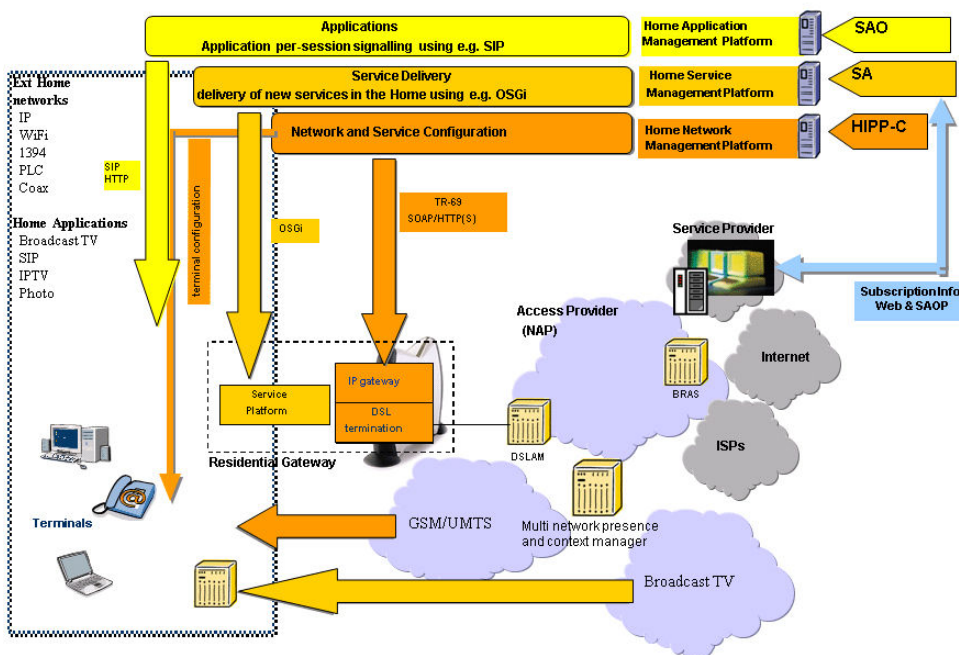 Applications
Application per-session signalling using e.g. SIP
Home Application
Management Platform
SAO
Service Delivery
delivery of new services in the Home using e.g. OSGi
Home Service
Management Platform
SA
Network and Service Configuration
Home Network
Management Platform
HIPP-C
Ext Home
networks
IP
WiFi
1394
PLC
Coax
Home Applications
Broadcast TV
SIP
IPTV
Photo
SIP
HTTP
terminal configuration
OSGi
TR-69
SOAP/HTTP(S)
Service Provider
Subscription Info
Web & SAOP
Access Provider
(NAP)
Internet
BRAS
ISPs
Service
Platform
IP gateway
DSL
termination
Residential Gateway
DSLAM
GSM/UMTS
Multi network presence
and context manager
Terminals
Broadcast TV